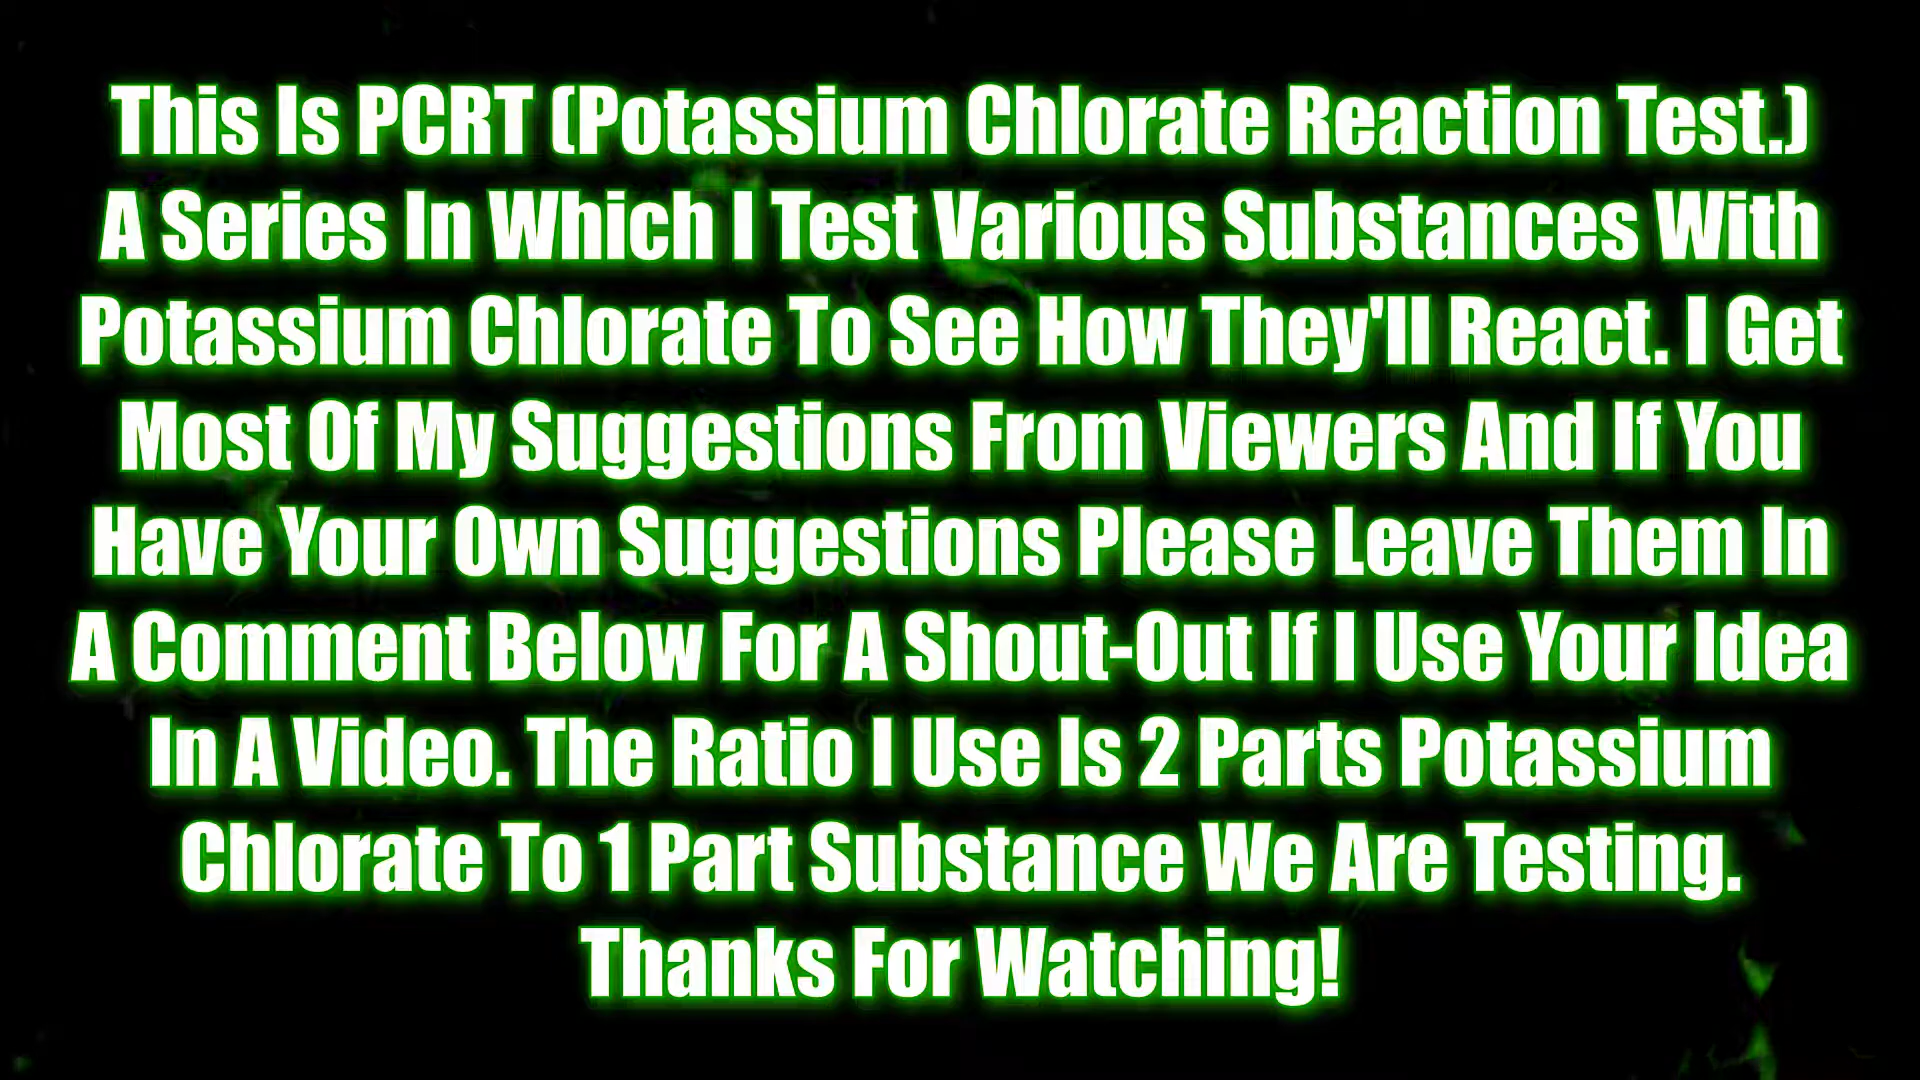 This Is PCRT (Potassium Chlorate Reaction Test.)
A Series In Which I Test Various Substances With
Potassium Chlorate To See How They'll React. I Get
Most Of My Suggestions From Viewers And If You
Have Your Own Suggestions Please Leave Them In
A Comment Below For A Shout-Out If I Use Your Idea
In A Video. The Ratio I Use Is 2 Parts Potassium
Chlorate To 1 Part Substance We Are Testing.
Thanks For Watching!